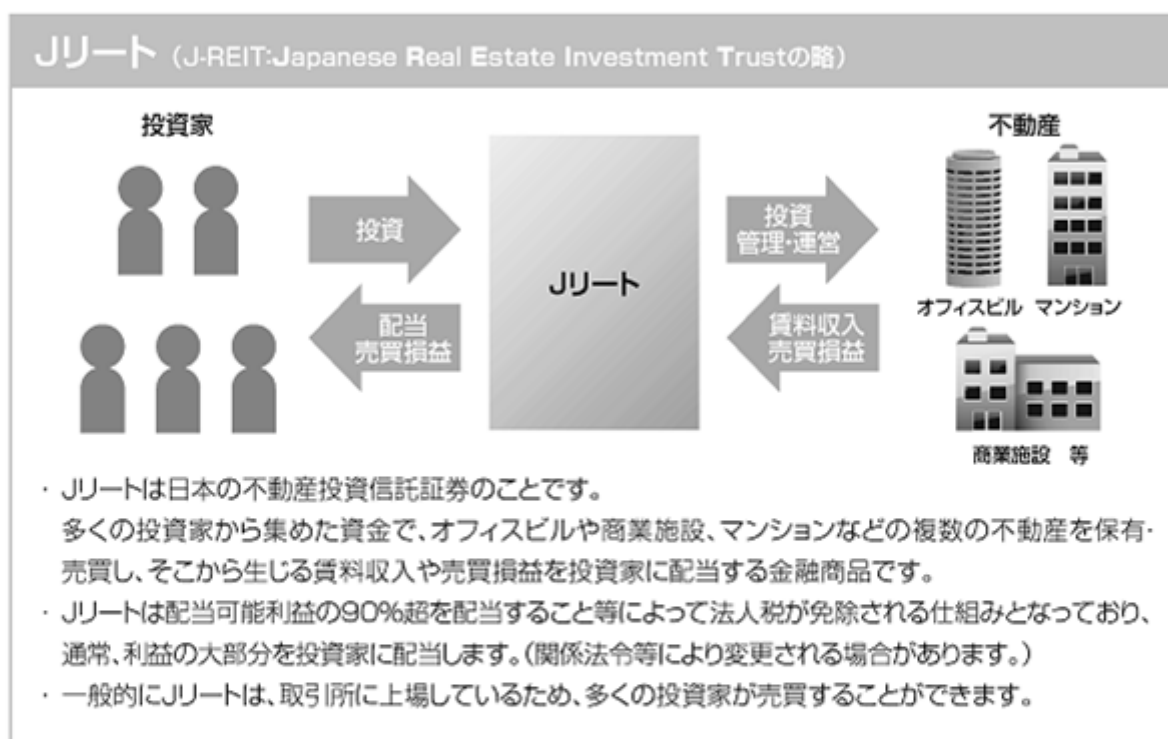 Jリート (J-REIT:Japanese Real Estate Investment Trustの略)
投資家
不動産
投資
Jリート
投資
管理・運営
配当
売買損益
賃料収入
売買損益
オフィスビル マンション
商業施設 等
・Jリートは日本の不動産投資信託証券のことです。
多くの投資家から集めた資金で、オフィスビルや商業施設、マンションなどの複数の不動産を保有・
売買し、そこから生じる賃料収入や売買損益を投資家に配当する金融商品です。
・Jリートは配当可能利益の90%超を配当すること等によって法人税が免除される仕組みとなっており、
通常、利益の大部分を投資家に配当します。(関係法令等により変更される場合があります。)
・一般的にJリートは、取引所に上場しているため、多くの投資家が売買することができます。